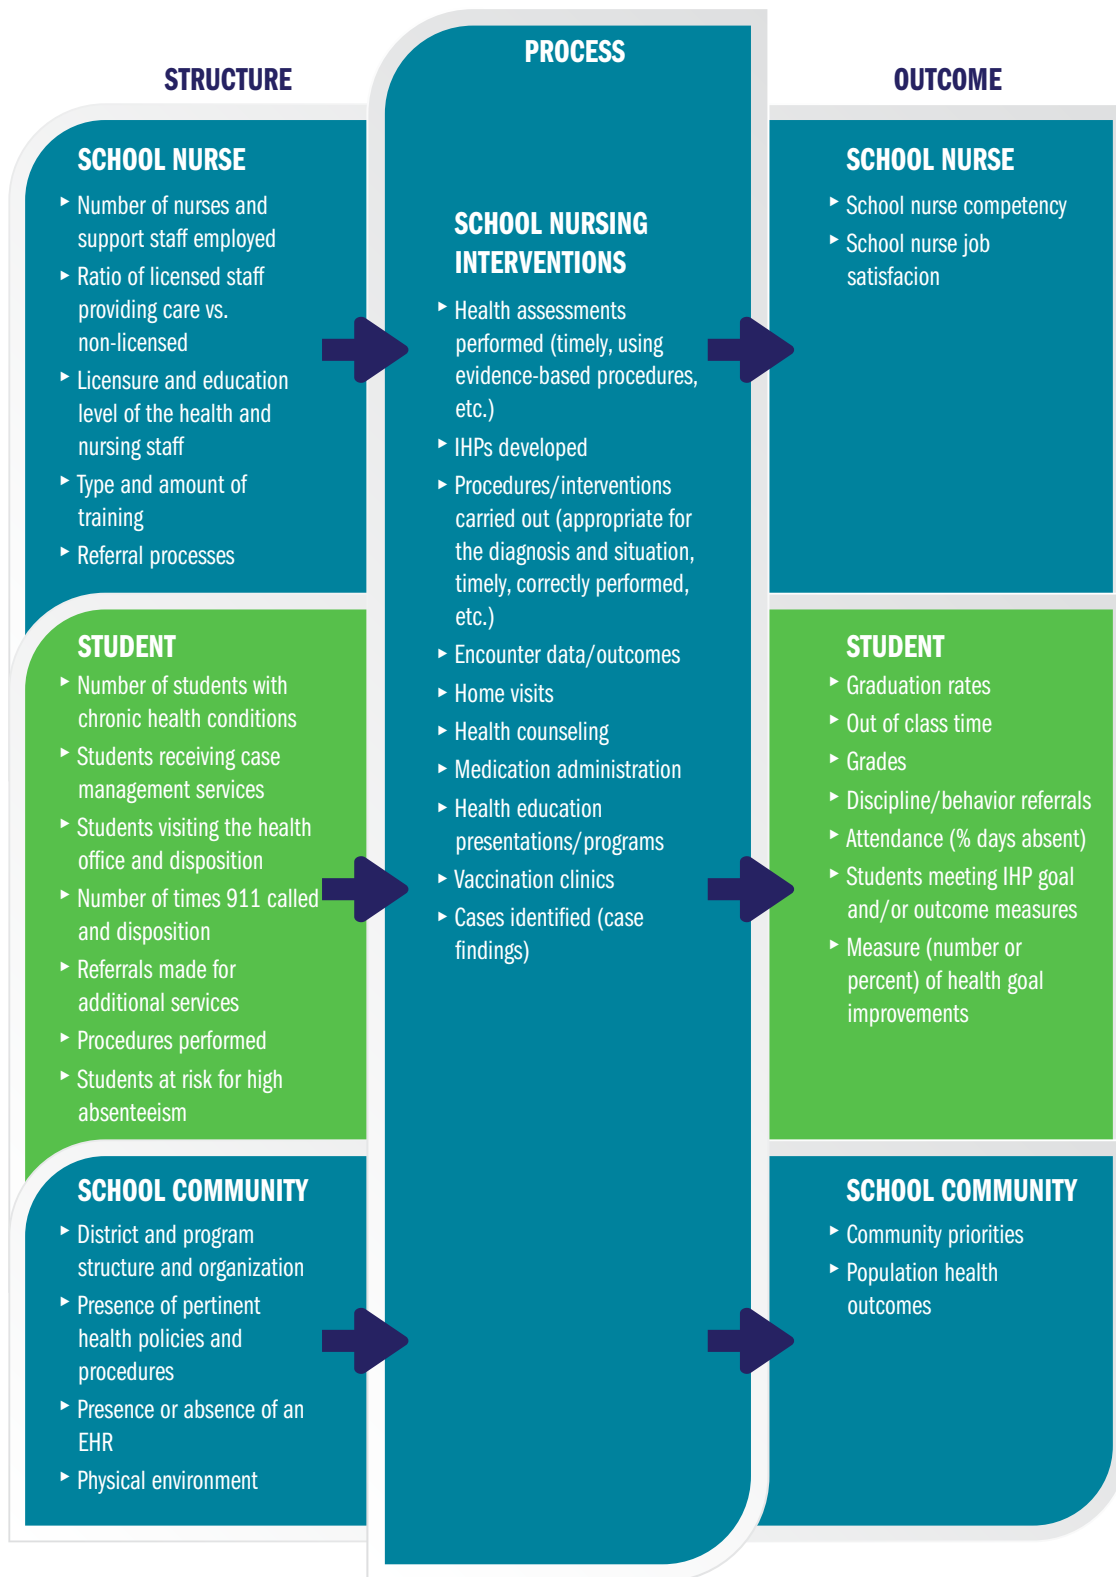 STRUCTURE
SCHOOL NURSE
▸ Number of nurses and
support staff employed
▸ Ratio of licensed staff
providing care vs.
non-licensed
▸ Licensure and education
level of the health and
nursing staff
▸ Type and amount of
training
▸ Referral processes
STUDENT
▸ Number of students with
chronic health conditions
▸ Students receiving case
management services
▸ Students visiting the health
office and disposition
▸ Number of times 911 called
and disposition
▸ Referrals made for
additional services
▸ Procedures performed
▸ Students at risk for high
absenteeism
SCHOOL COMMUNITY
▸ District and program
structure and organization
▸ Presence of pertinent
health policies and
procedures
▸ Presence or absence of an
EHR
▸ Physical environment
PROCESS
SCHOOL NURSING
INTERVENTIONS
▸ Health assessments
performed (timely, using
evidence-based procedures,
etc.)
▸ IHPs developed
▸ Procedures/interventions
carried out (appropriate for
the diagnosis and situation,
timely, correctly performed,
etc.)
▸ Encounter data/outcomes
▸ Home visits
▸ Health counseling
▸ Medication administration
▸ Health education
presentations/programs
▸ Vaccination clinics
▸ Cases identified (case
findings)
OUTCOME
SCHOOL NURSE
▸ School nurse competency
▸ School nurse job
satisfacion
STUDENT
▸ Graduation rates
▸ Out of class time
▸ Grades
▸ Discipline/behavior referrals
▸ Attendance (% days absent)
▸ Students meeting IHP goal
and/or outcome measures
▸ Measure (number or
percent) of health goal
improvements
SCHOOL COMMUNITY
▸ Community priorities
▸ Population health
outcomes